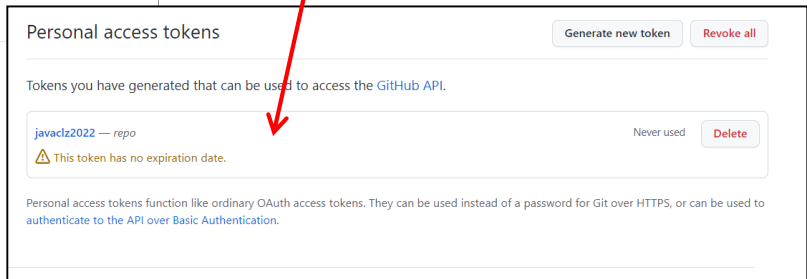 Personal access tokens
Generate new token
Revoke all
Tokens you have generated that can be used to access the GitHub API.
javaclz2022 — repo
Never used
Delete
This token has no expiration date.
Personal access tokens function like ordinary OAuth access tokens. They can be used instead of a password for Git over HTTPS, or can be used to
authenticate to the API over Basic Authentication.